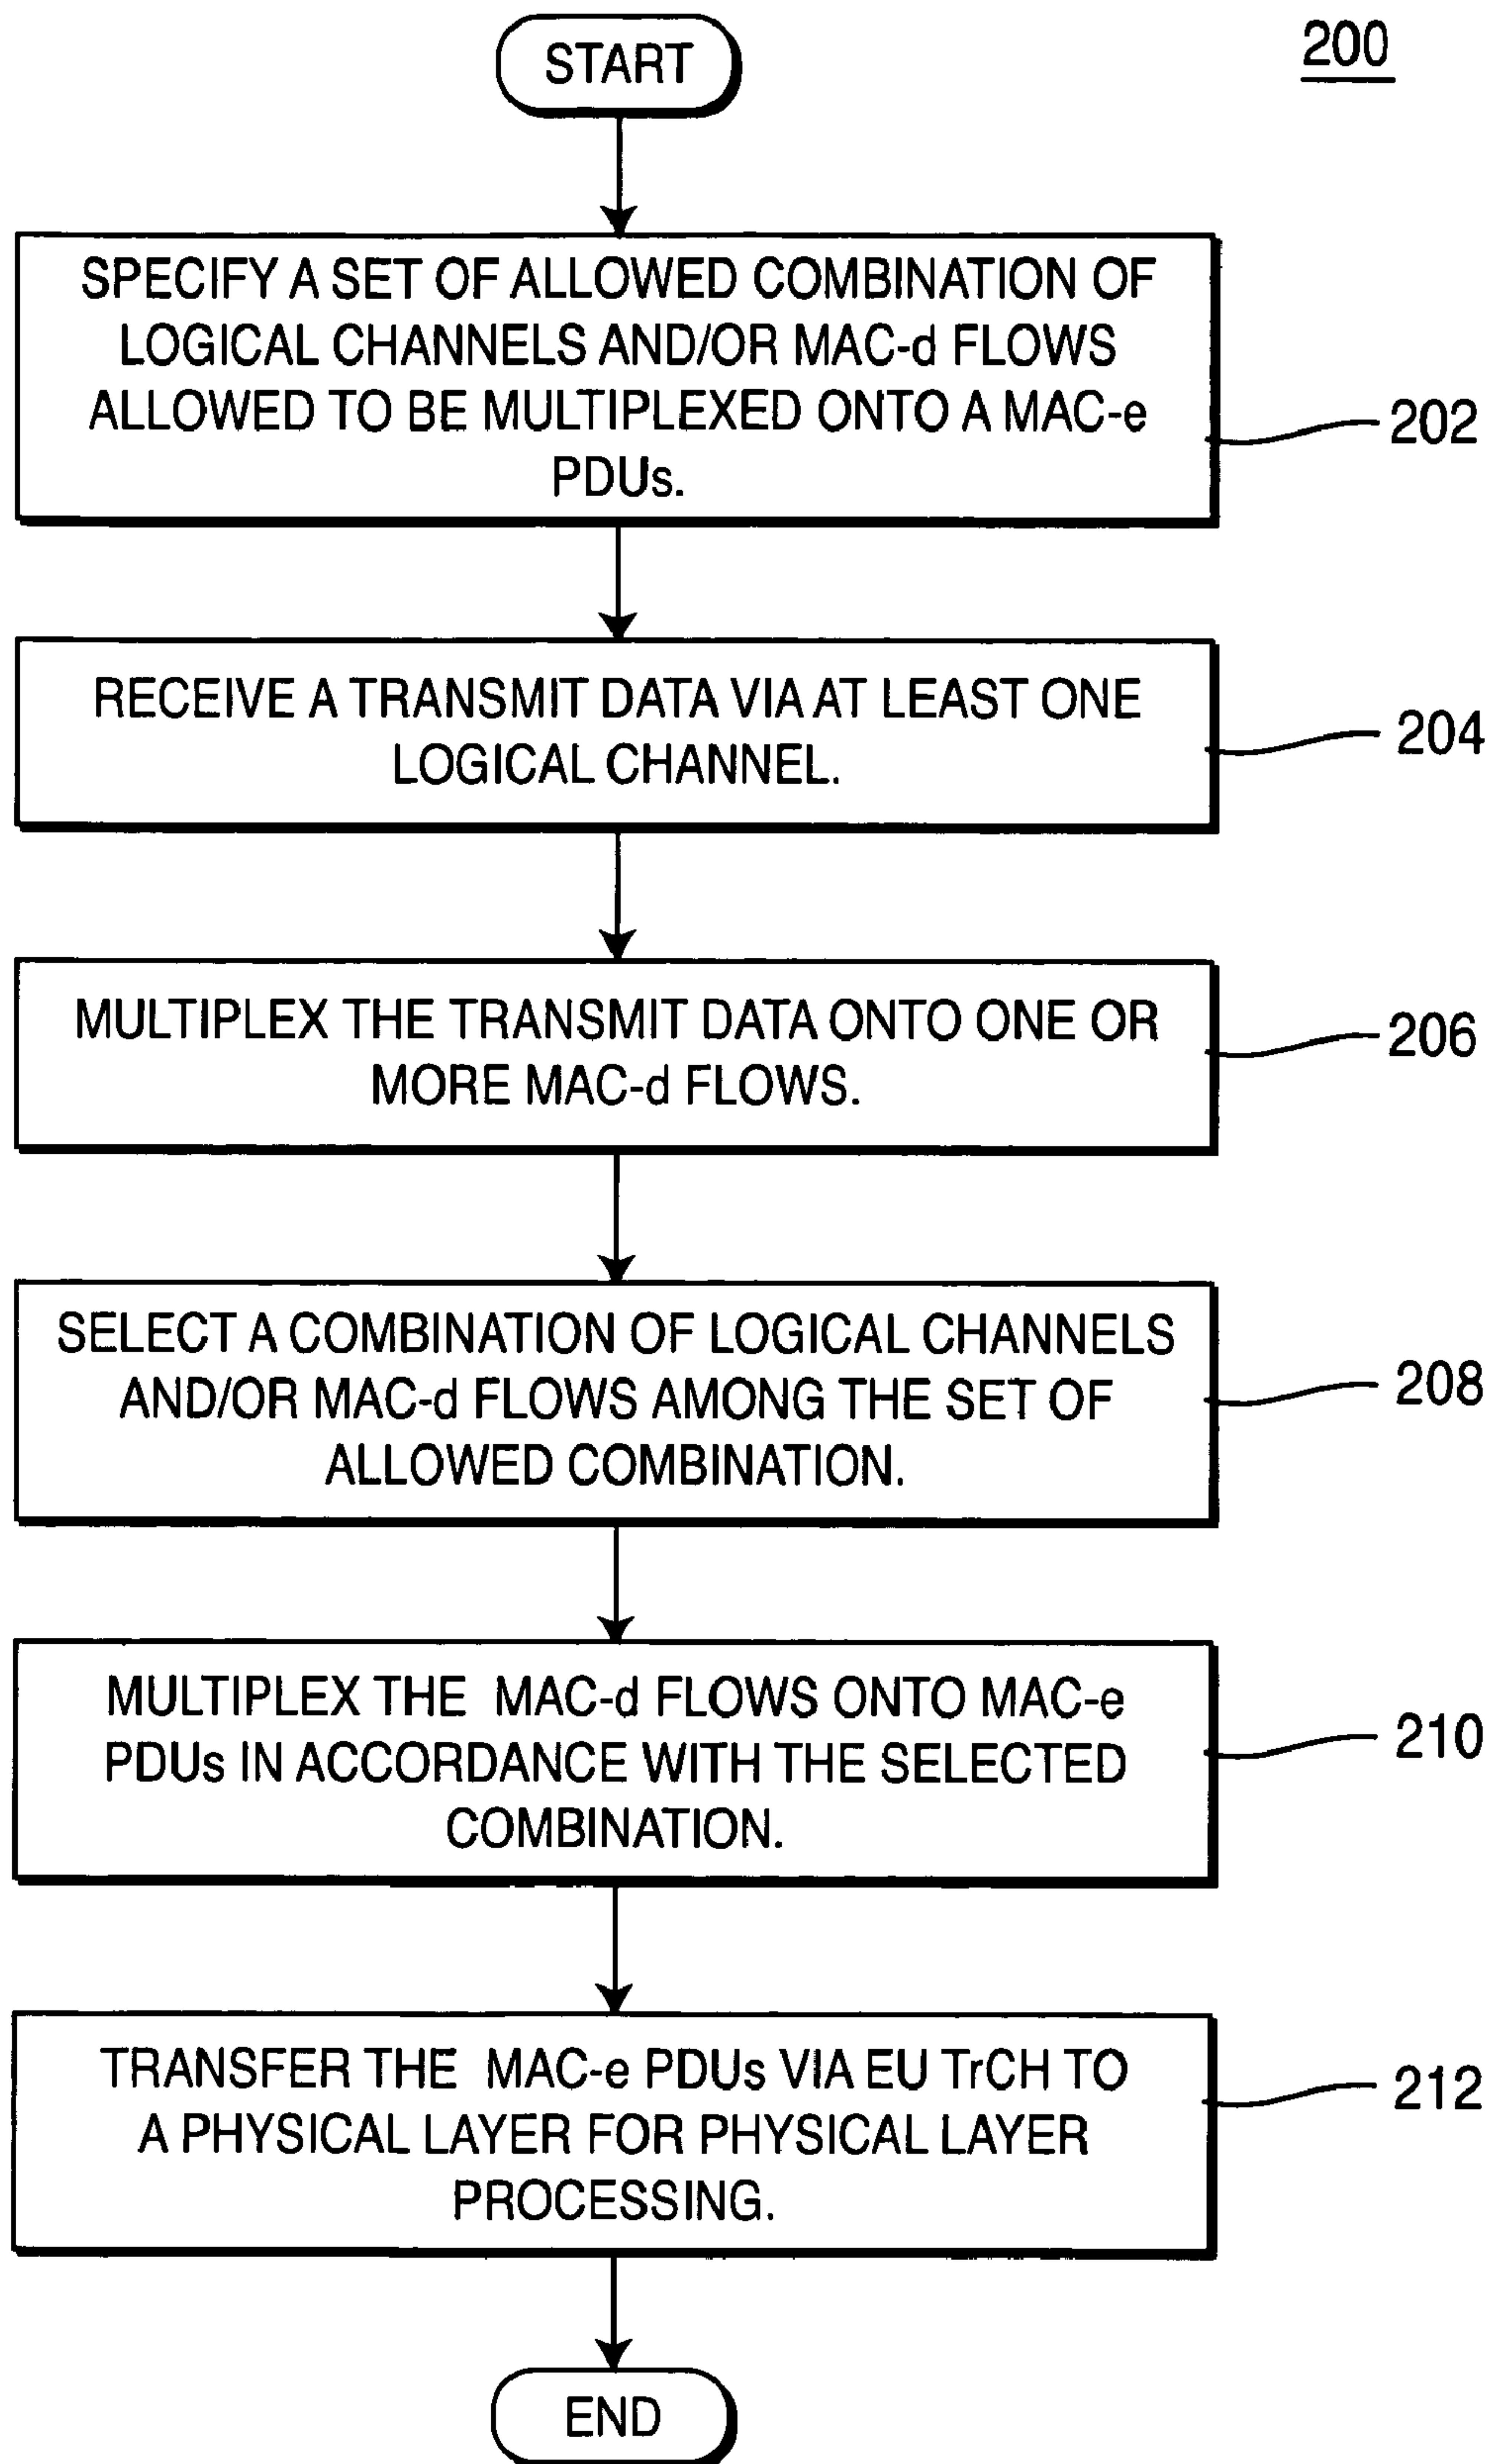 START
200
SPECIFY A SET OF ALLOWED COMBINATION OF
LOGICAL CHANNELS AND/OR MAC-d FLOWS
ALLOWED TO BE MULTIPLEXED ONTO A MAC-e
PDUs.
202
RECEIVE A TRANSMIT DATA VIA AT LEAST ONE
LOGICAL CHANNEL.
204
MULTIPLEX THE TRANSMIT DATA ONTO ONE OR
MORE MAC-d FLOWS.
206
SELECT A COMBINATION OF LOGICAL CHANNELS
AND/OR MAC-d FLOWS AMONG THE SET OF
ALLOWED COMBINATION.
208
MULTIPLEX THE MAC-d FLOWS ONTO MAC-e
PDUs IN ACCORDANCE WITH THE SELECTED
COMBINATION.
210
TRANSFER THE MAC-e PDUs VIA EU TrCH TO
A PHYSICAL LAYER FOR PHYSICAL LAYER
PROCESSING.
212
END